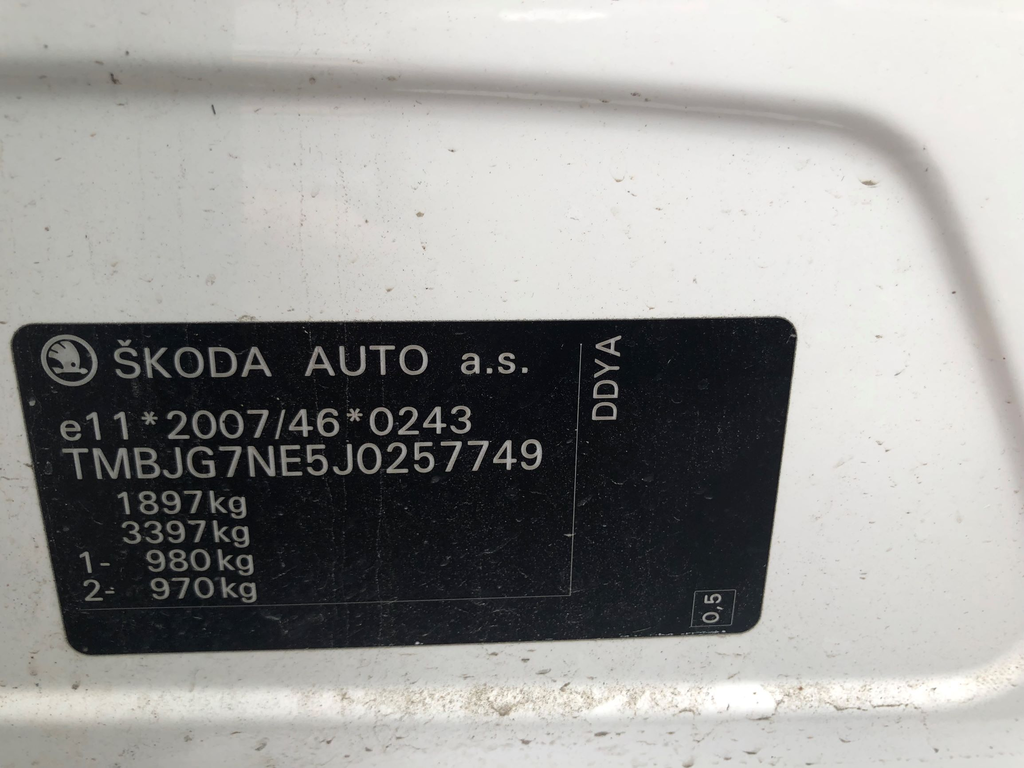 ŠKODA AUTO a.s.
e11*2007/46*0243
TMBJG7NE5J0257749
1897kg
3397kg
1- 980kg
2- 970kg
DDYA
0,5